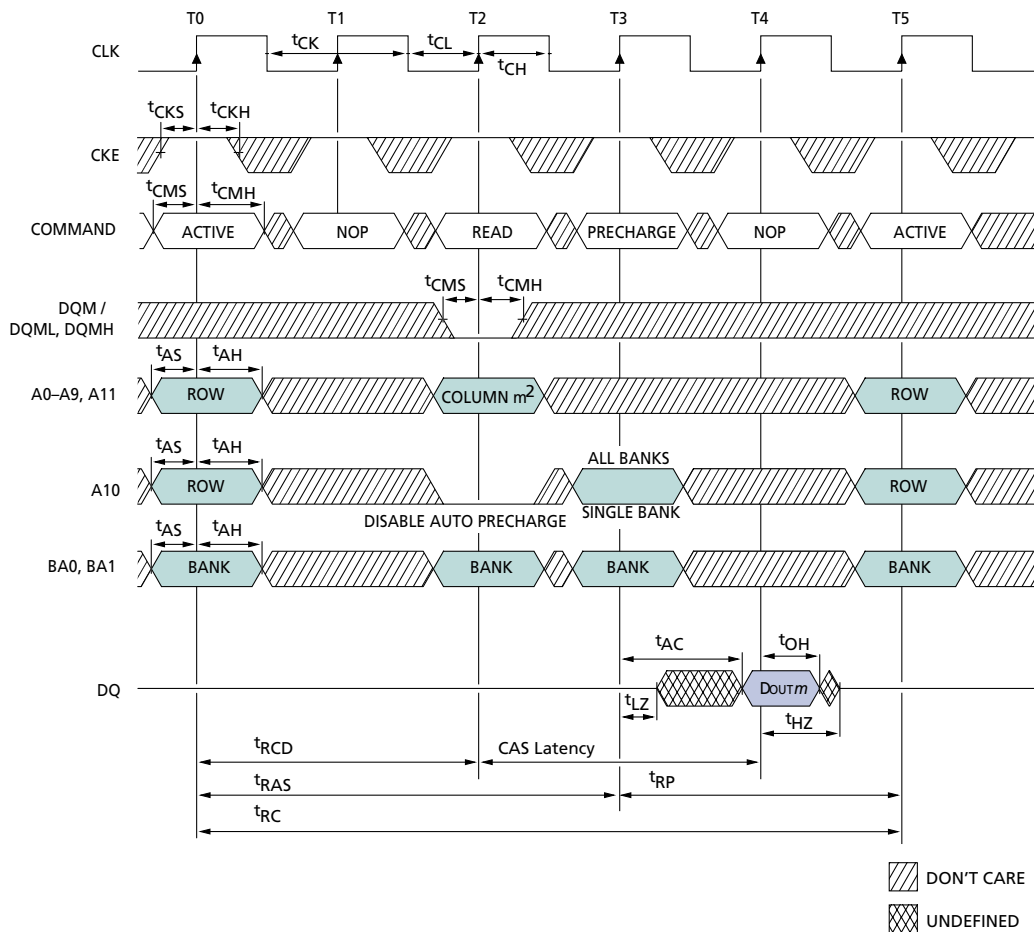 T0 T1 T2 T3 T4 T5
CLK
tCK tCL
tCH
tCKS tCKH
CKE
tCMS tCMH
COMMAND ACTIVE NOP READ PRECHARGE NOP ACTIVE
tCMS tCMH
DQM /
DQML, DQMH
tAS tAH
A0–A9, A11 ROW COLUMN m2 ROW
tAS tAH
ALL BANKS
A10 ROW ROW
DISABLE AUTO PRECHARGE SINGLE BANK
tAS tAH
BA0, BA1 BANK BANK BANK BANK
tAC tOH
DQ DOUTm
tLZ
tHZ
tRCD CAS Latency
tRAS tRP
tRC
DON'T CARE
UNDEFINED